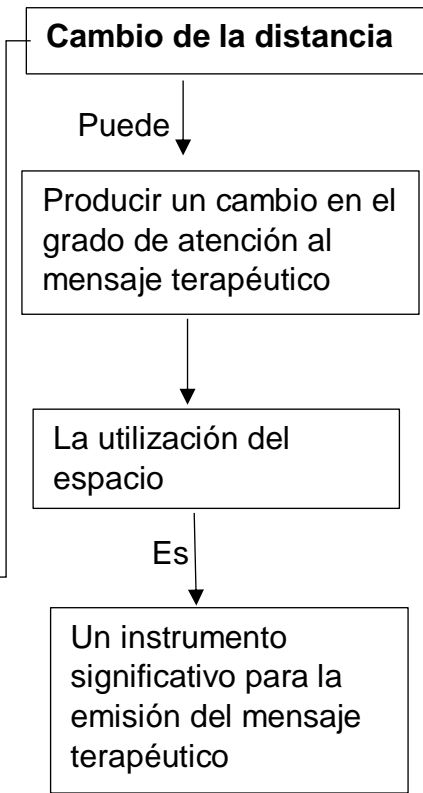 Cambio de la distancia
Puede
Producir un cambio en el
grado de atención al
mensaje terapéutico
La utilización del
espacio
Es
Un instrumento
significativo para la
emisión del mensaje
terapéutico